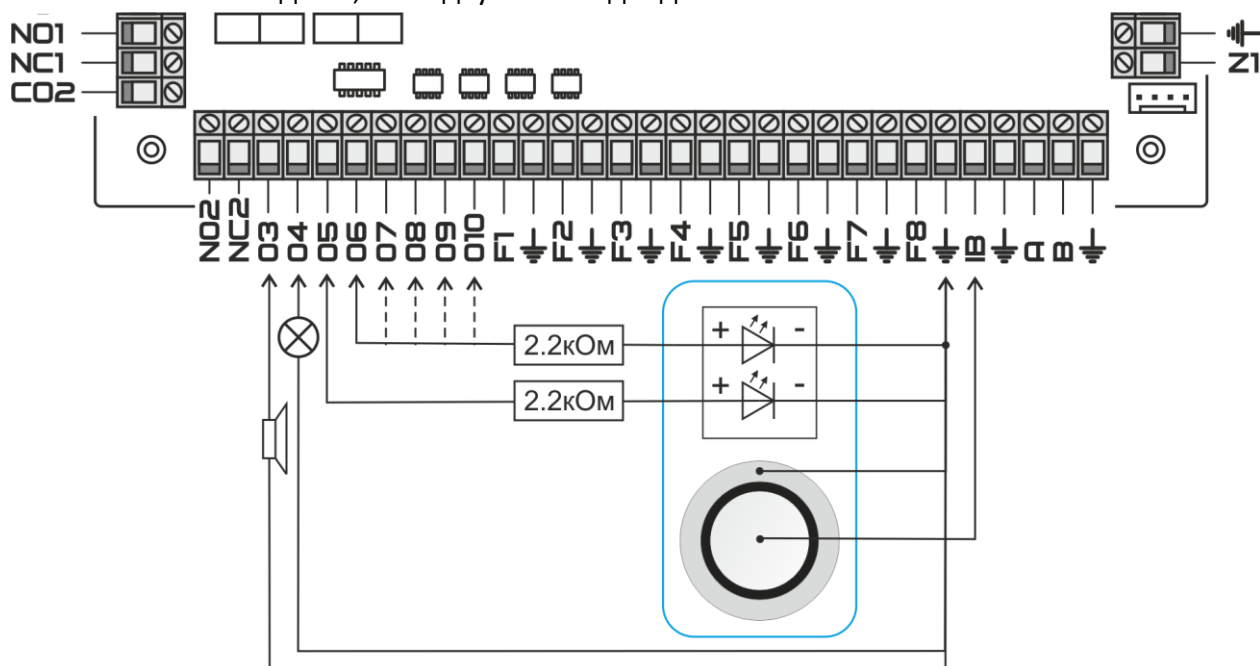 NO1
NC1
CO2
Z1
NO2 NC2 O3 O4 O5 O6 O7 O8 O9 O10 F1 F2 F3 F4 F5 F6 F7 F8 IB A B
+ 2.2кОм -
+ 2.2кОм -